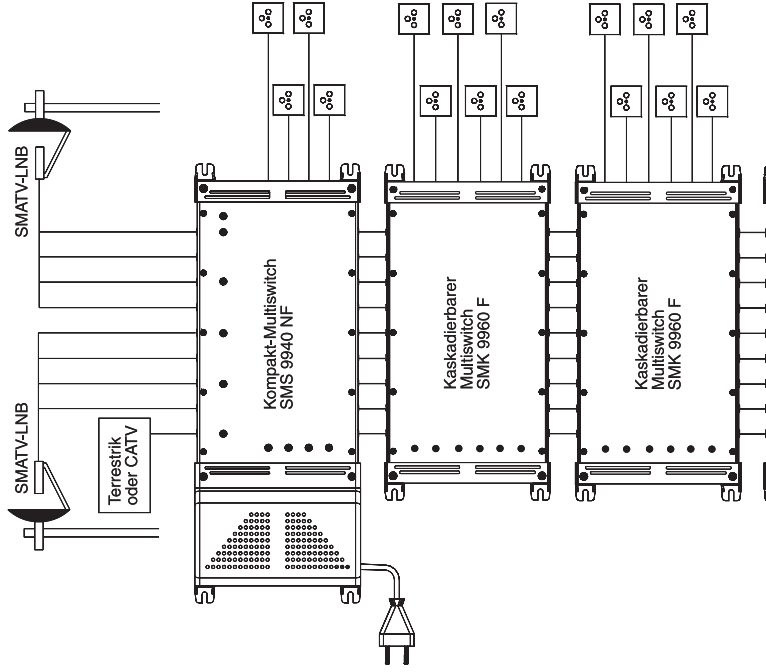 SMATV-LNB
SMATV-LNB
Terrestrik
oder CATV
Kompakt-Multiswitch
SMS 9940 NF
Kaskadierbarer
Multiswitch
SMK 9960 F
Kaskadierbarer
Multiswitch
SMK 9960 F